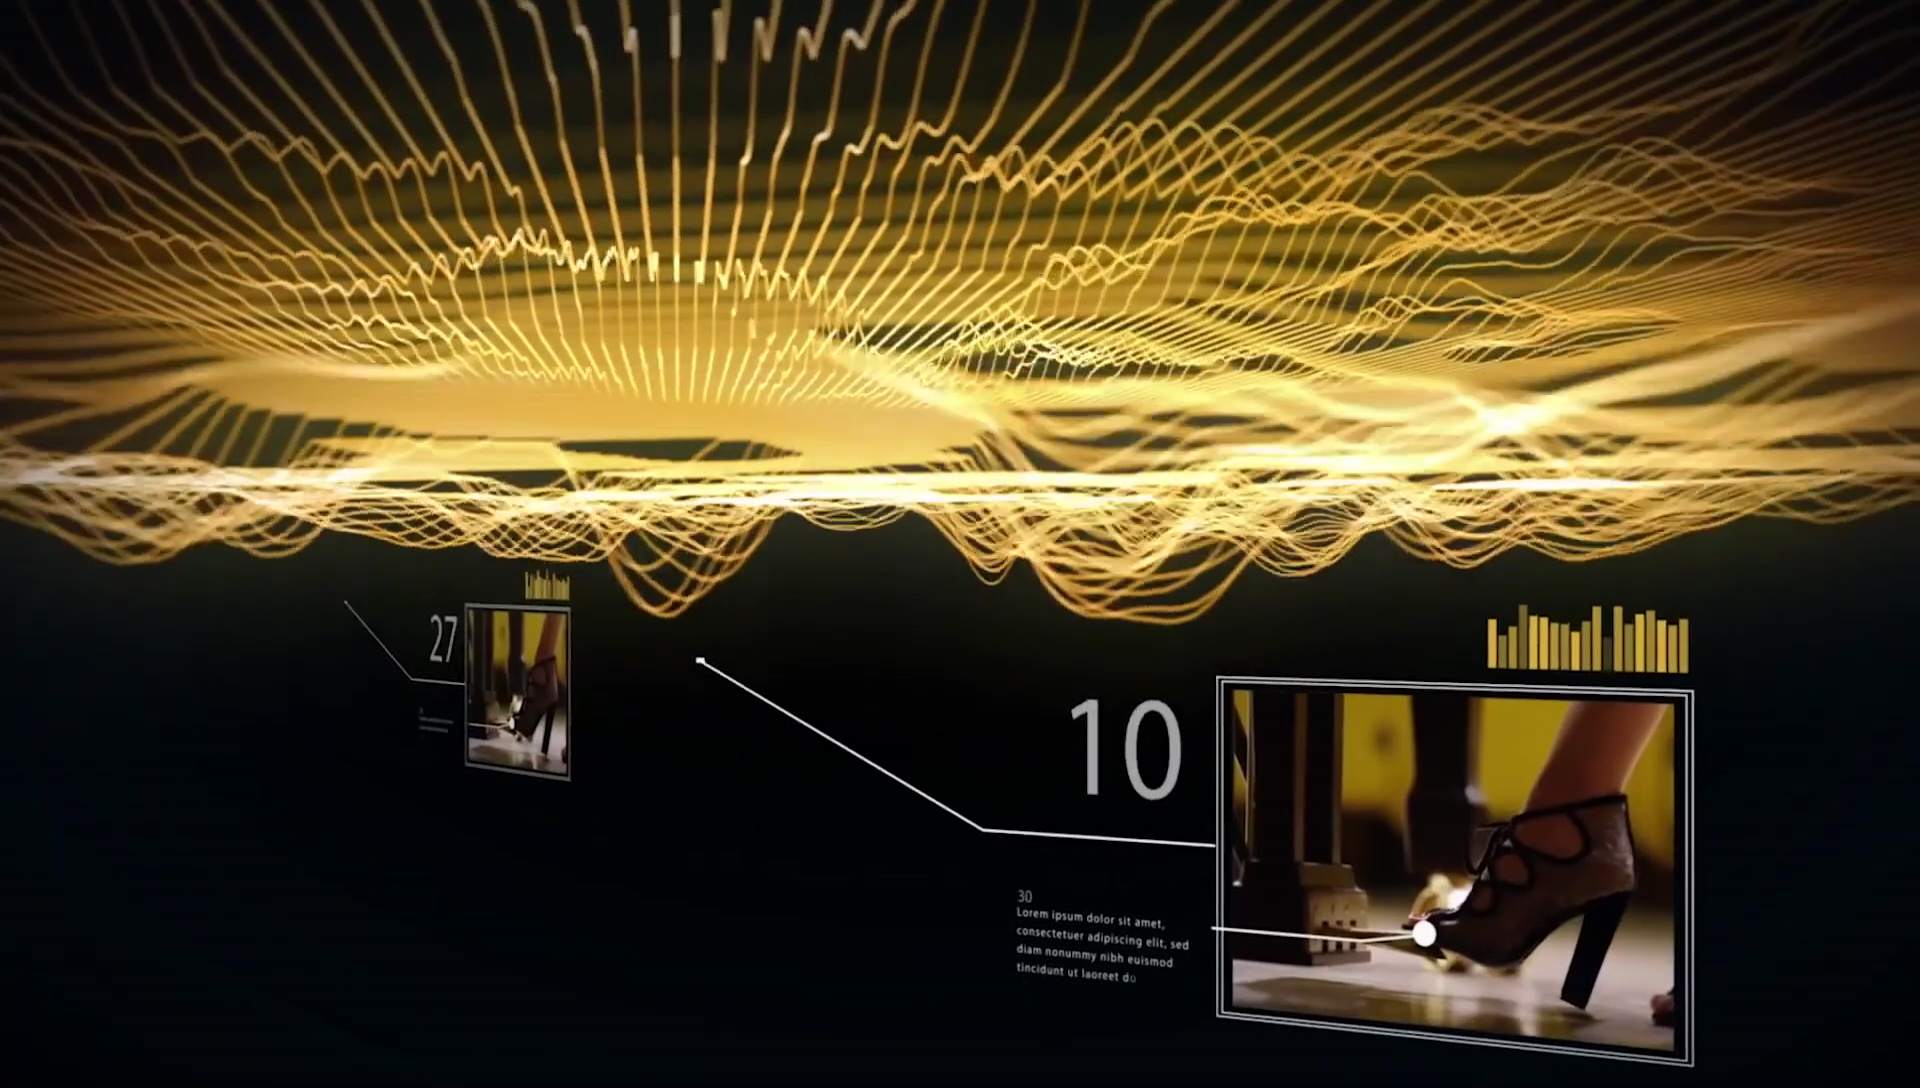 27
10
30
Lorem ipsum dolor sit amet,
consectetuer adipiscing elit, sed
diam nonummy nibh euismod
tincidunt ut laoreet do